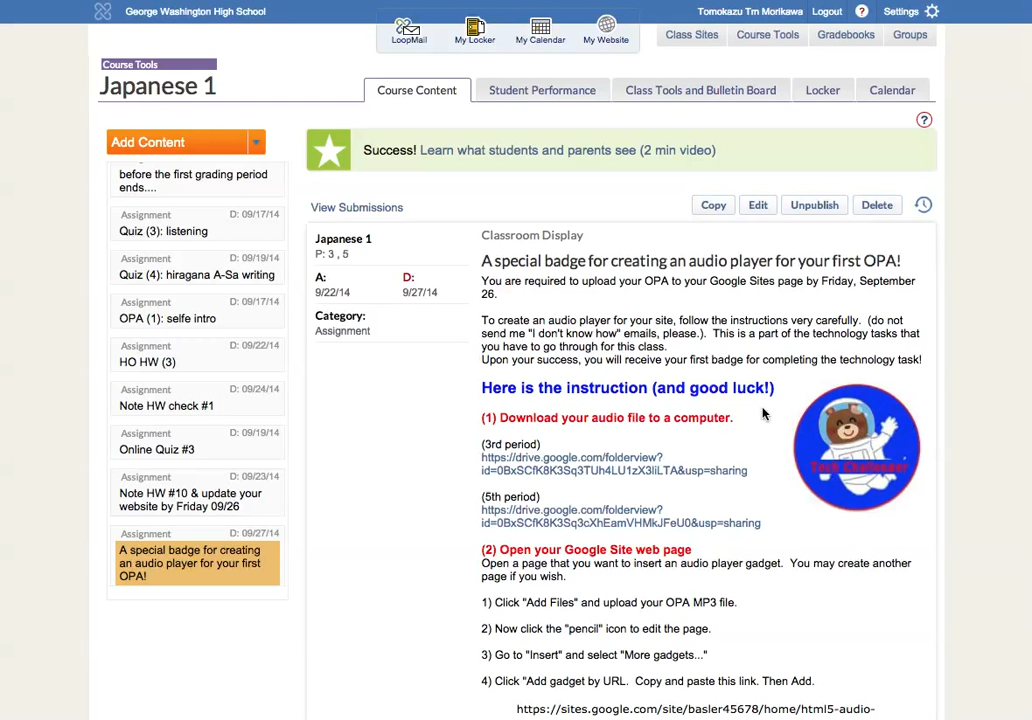 George Washington High School
Tomokazu Tm Morikawa Logout ? Settings
LoopMail My Locker My Calendar My Website
Class Sites Course Tools Gradebooks Groups
Course Tools
Japanese 1
Course Content Student Performance Class Tools and Bulletin Board Locker Calendar
?
Add Content
before the first grading period
ends....
Assignment D: 09/17/14
Quiz (3): listening
Assignment D: 09/19/14
Quiz (4): hiragana A-Sa writing
Assignment D: 09/17/14
OPA (1): selfe intro
Assignment D: 09/22/14
HO HW (3)
Assignment D: 09/24/14
Note HW check #1
Assignment D: 09/19/14
Online Quiz #3
Assignment D: 09/23/14
Note HW #10 & update your
website by Friday 09/26
Assignment D: 09/27/14
A special badge for creating
an audio player for your first
OPA!
Success! Learn what students and parents see (2 min video)
View Submissions
Copy Edit Unpublish Delete
Japanese 1
P: 3 , 5
A: D:
9/22/14 9/27/14
Category:
Assignment
Classroom Display
A special badge for creating an audio player for your first OPA!
You are required to upload your OPA to your Google Sites page by Friday, September
26.
To create an audio player for your site, follow the instructions very carefully. (do not
send me "I don't know how" emails, please.). This is a part of the technology tasks that
you have to go through for this class.
Upon your success, you will receive your first badge for completing the technology task!
Here is the instruction (and good luck!)
(1) Download your audio file to a computer.
(3rd period)
https://drive.google.com/folderview?
id=0BxSCfK8K3Sq3TUh4LU1zX3liLTA&usp=sharing
(5th period)
https://drive.google.com/folderview?
id=0BxSCfK8K3Sq3cXhEamVHMkJFeU0&usp=sharing
Tech Challenger
(2) Open your Google Site web page
Open a page that you want to insert an audio player gadget. You may create another
page if you wish.
1) Click "Add Files" and upload your OPA MP3 file.
2) Now click the "pencil" icon to edit the page.
3) Go to "Insert" and select "More gadgets..."
4) Click "Add gadget by URL. Copy and paste this link. Then Add.
https://sites.google.com/site/basler45678/home/html5-audio-